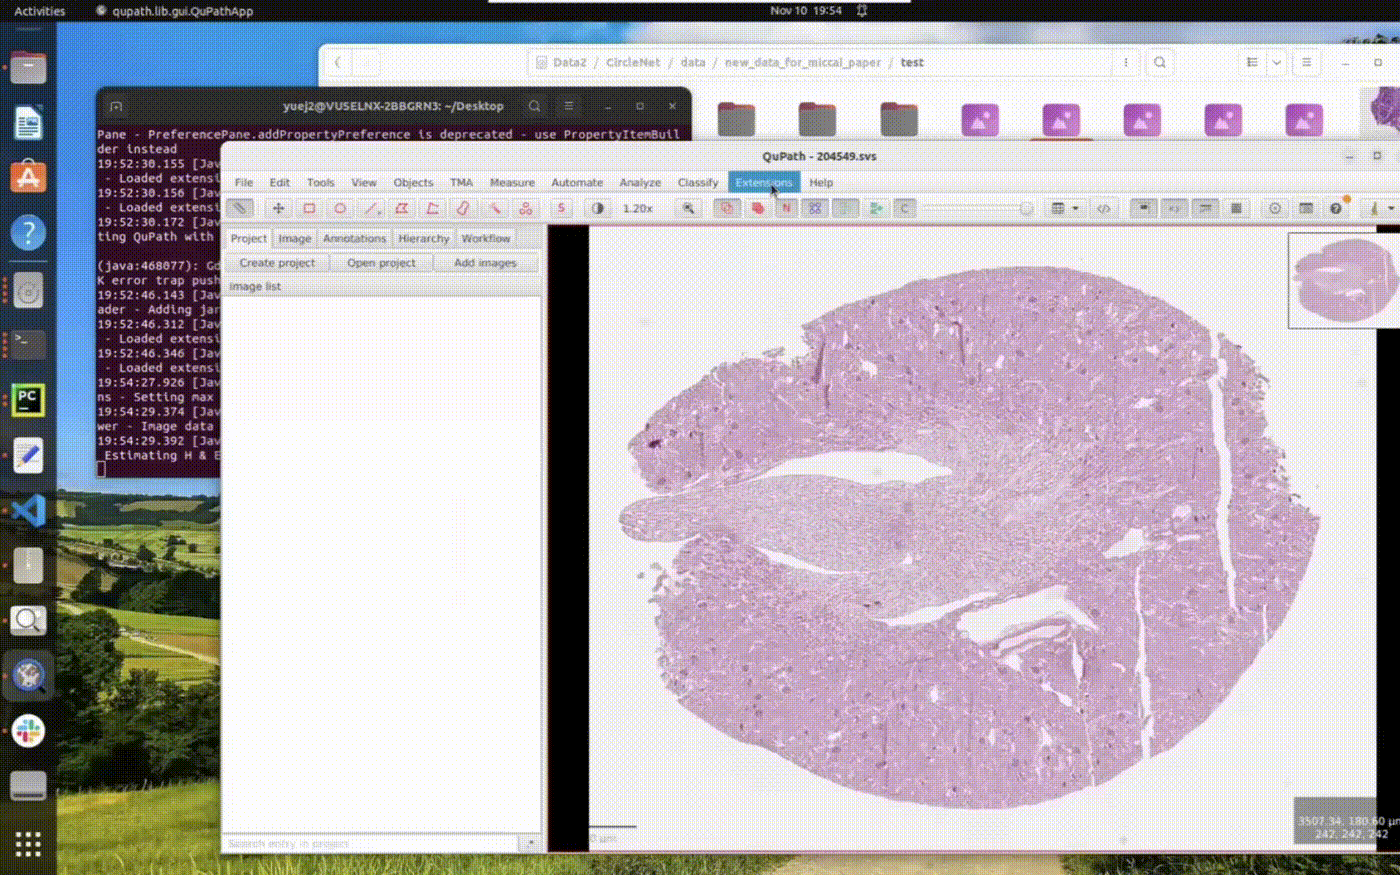 Activities
qupath.lib.gui.QuPathApp
Nov 10 19:54
Data2 / CircleNet / data / new_data_for_miccai_paper / test
yuej2@VUSELNX-2BBGRN3: ~/Desktop
Pane - PreferencePane.addPropertyPreference is deprecated - use PropertyItemBuil
der instead
19:52:30.155 [Jav
- Loaded extensi
19:52:30.156 [Jav
- Loaded extensi
19:52:30.172 [Jav
ting QuPath with
(java:468077): Gd
K error trap push
19:52:46.143 [Jav
ader - Adding jar
19:52:46.312 [Jav
- Loaded extensi
19:52:46.346 [Jav
- Loaded extensi
19:54:27.926 [Jav
ns - Setting max
19:54:29.374 [Jav
wer - Image data
19:54:29.392 [Jav
Estimating H & E
QuPath - 204549.svs
File Edit Tools View Objects TMA Measure Automate Analyze Classify Extensions Help
S 1.20x N C
Project Image Annotations Hierarchy Workflow
Create project Open project Add images
Image list
Search entry in project
3507.34, 180.60 µm
242, 242, 242
PC